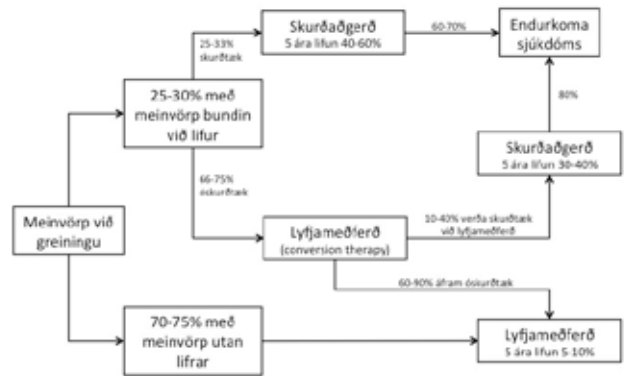 Meinvörp við
greiningu
25-30% með
meinvörp bundin
við lifur
25-33%
skurðtæk
Skurðaðgerð
5 ára lifun 40-60%
60-70%
Endurkoma
sjúkdóms
80%
Skurðaðgerð
5 ára lifun 30-40%
66-75%
óskurðtæk
Lyfjameðferð
(conversion therapy)
10-40% verða skurðtæk
við lyfjameðferð
60-90% áfram óskurðtæk
70-75% með
meinvörp utan
lifrar
Lyfjameðferð
5 ára lifun 5-10%